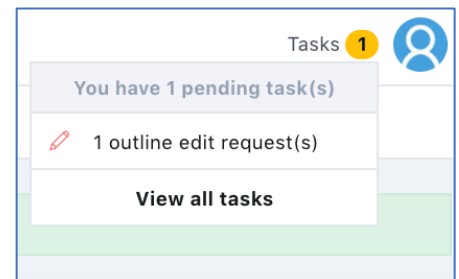 Tasks 1
You have 1 pending task(s)
1 outline edit request(s)
View all tasks